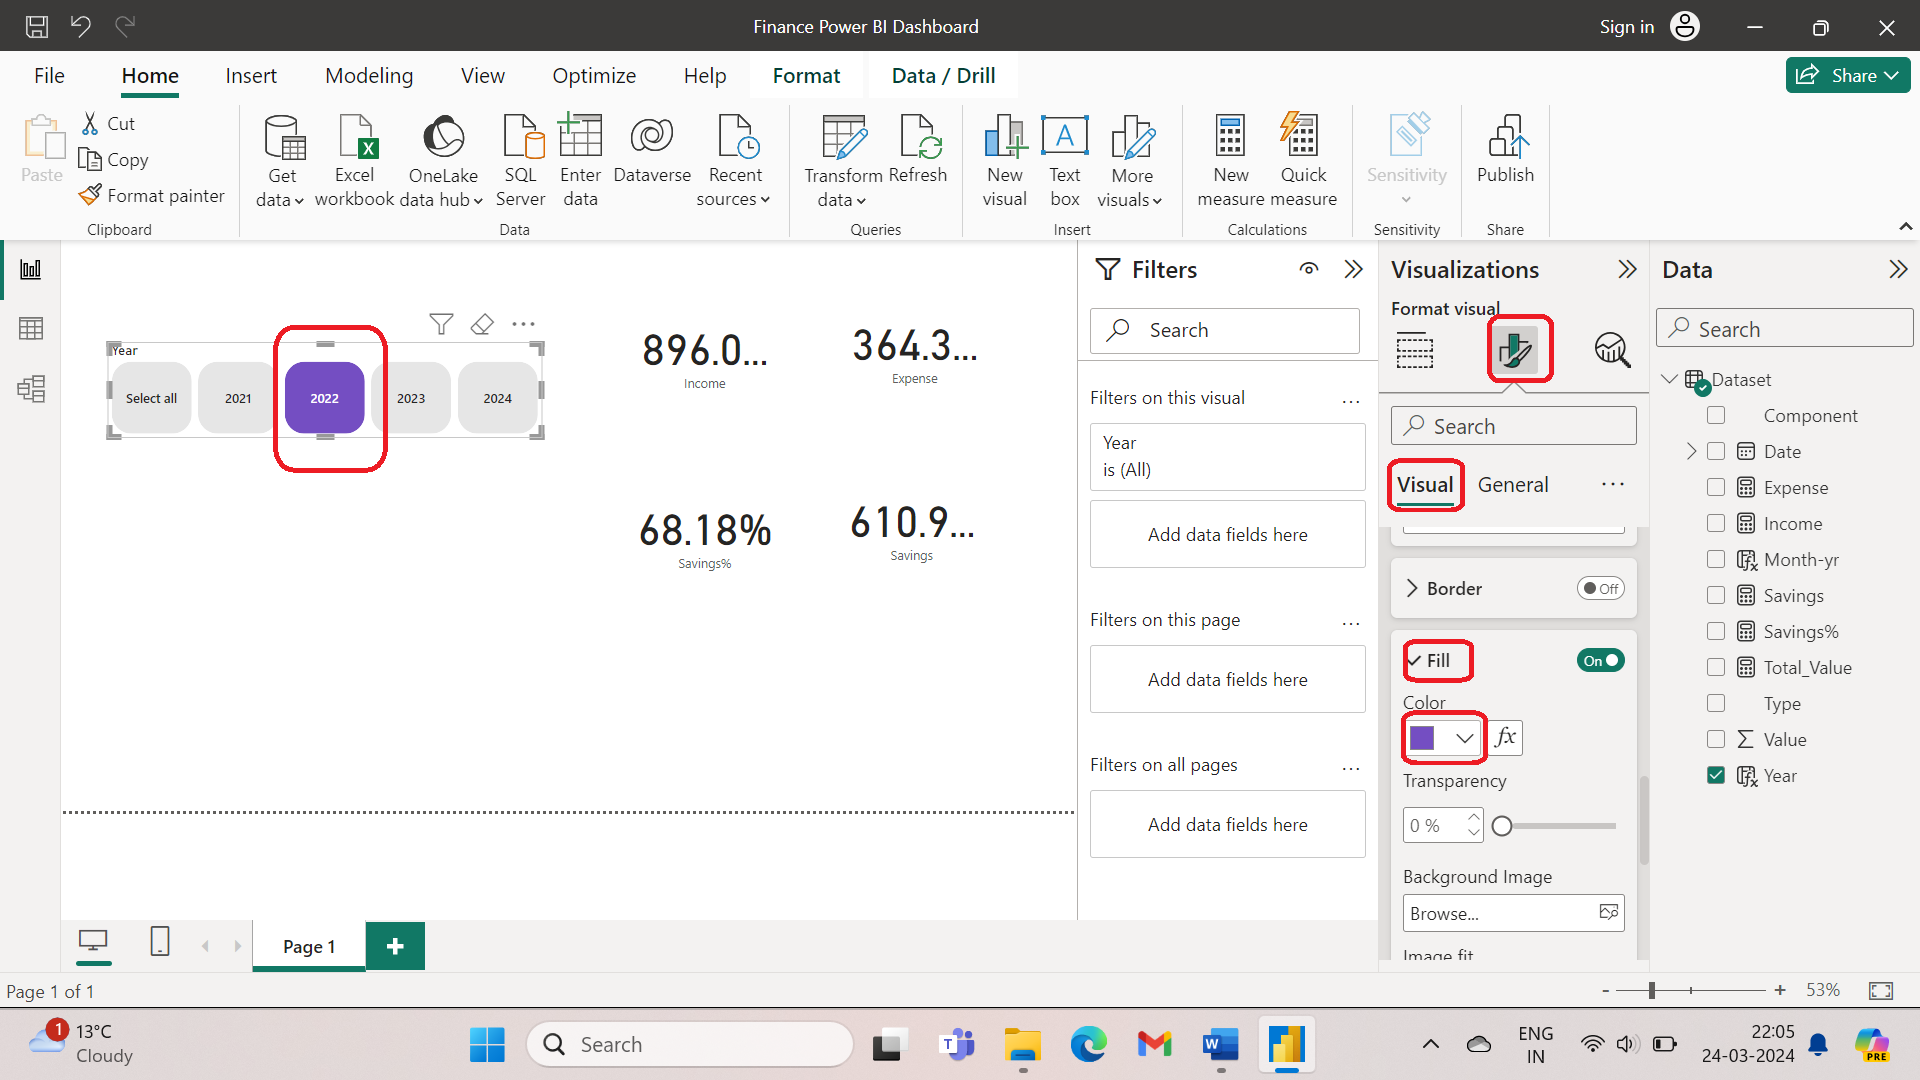 Finance Power BI Dashboard
Sign in
File Home Insert Modeling View Optimize Help Format Data / Drill
Share
Paste
Cut
Copy
Format painter
Clipboard
Get data
Excel workbook
OneLake data hub
SQL Server
Enter data
Dataverse
Recent sources
Data
Transform data
Refresh
Queries
New visual
Text box
More visuals
Insert
New measure
Quick measure
Calculations
Sensitivity
Sensitivity
Publish
Share
Year
Select all 2021 2022 2023 2024
896.0...
Income
364.3...
Expense
68.18%
Savings%
610.9...
Savings
Filters
Search
Filters on this visual ...
Year
is (All)
Add data fields here
Filters on this page ...
Add data fields here
Filters on all pages ...
Add data fields here
Visualizations
Format visual
Search
Visual General ...
Border Off
Fill On
Color
fx
Transparency
0 %
Background Image
Browse...
Image fit
Data
Search
Dataset
Component
Date
Expense
Income
Month-yr
Savings
Savings%
Total_Value
Type
Value
Year
Page 1 +
Page 1 of 1
- + 53%
1
13°C
Cloudy
Search
ENG
IN
22:05
24-03-2024
PRE